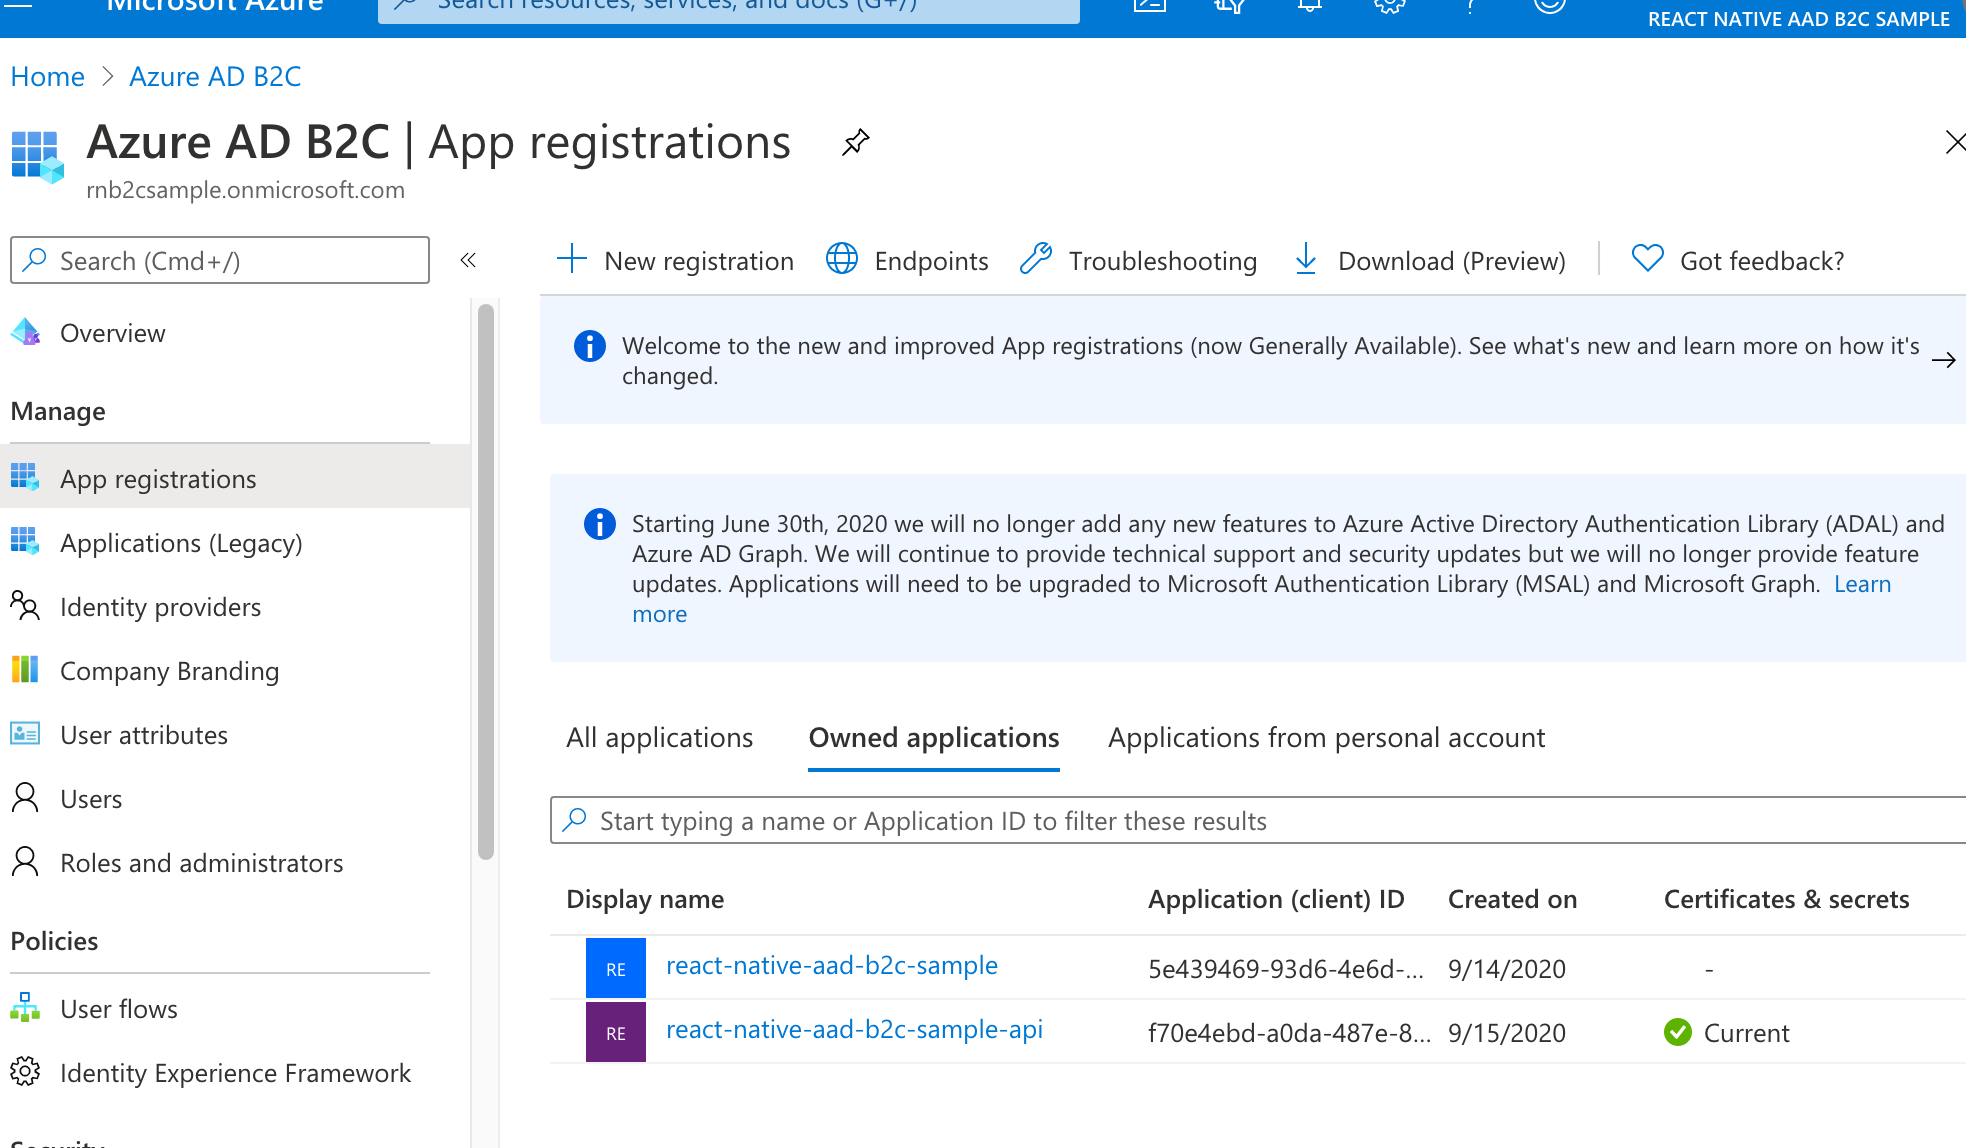 Microsoft Azure
Search resources, services, and docs (G+/)
REACT NATIVE AAD B2C SAMPLE
Home > Azure AD B2C
Azure AD B2C | App registrations
rnb2csample.onmicrosoft.com
Search (Cmd+/)
«
New registration
Endpoints
Troubleshooting
Download (Preview)
Got feedback?
Overview
Manage
App registrations
Applications (Legacy)
Identity providers
Company Branding
User attributes
Users
Roles and administrators
Policies
User flows
Identity Experience Framework
Security
Welcome to the new and improved App registrations (now Generally Available). See what's new and learn more on how it's
changed.
Starting June 30th, 2020 we will no longer add any new features to Azure Active Directory Authentication Library (ADAL) and
Azure AD Graph. We will continue to provide technical support and security updates but we will no longer provide feature
updates. Applications will need to be upgraded to Microsoft Authentication Library (MSAL) and Microsoft Graph. Learn
more
All applications
Owned applications
Applications from personal account
Start typing a name or Application ID to filter these results
Display name Application (client) ID Created on Certificates & secrets
RE react-native-aad-b2c-sample 5e439469-93d6-4e6d-... 9/14/2020 -
RE react-native-aad-b2c-sample-api f70e4ebd-a0da-487e-8... 9/15/2020 Current